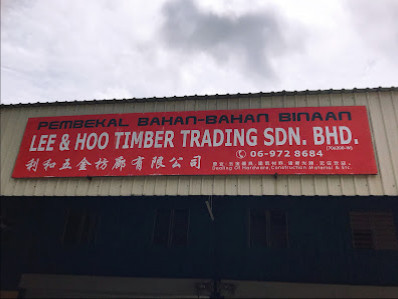 PEMBEKAL BAHAN-BAHAN BINAAN
LEE & HOO TIMBER TRADING SDN. BHD.
利和五金枋廊有限公司
06-972 8684
Dealing Of Hardware, Construction Material & Etc.